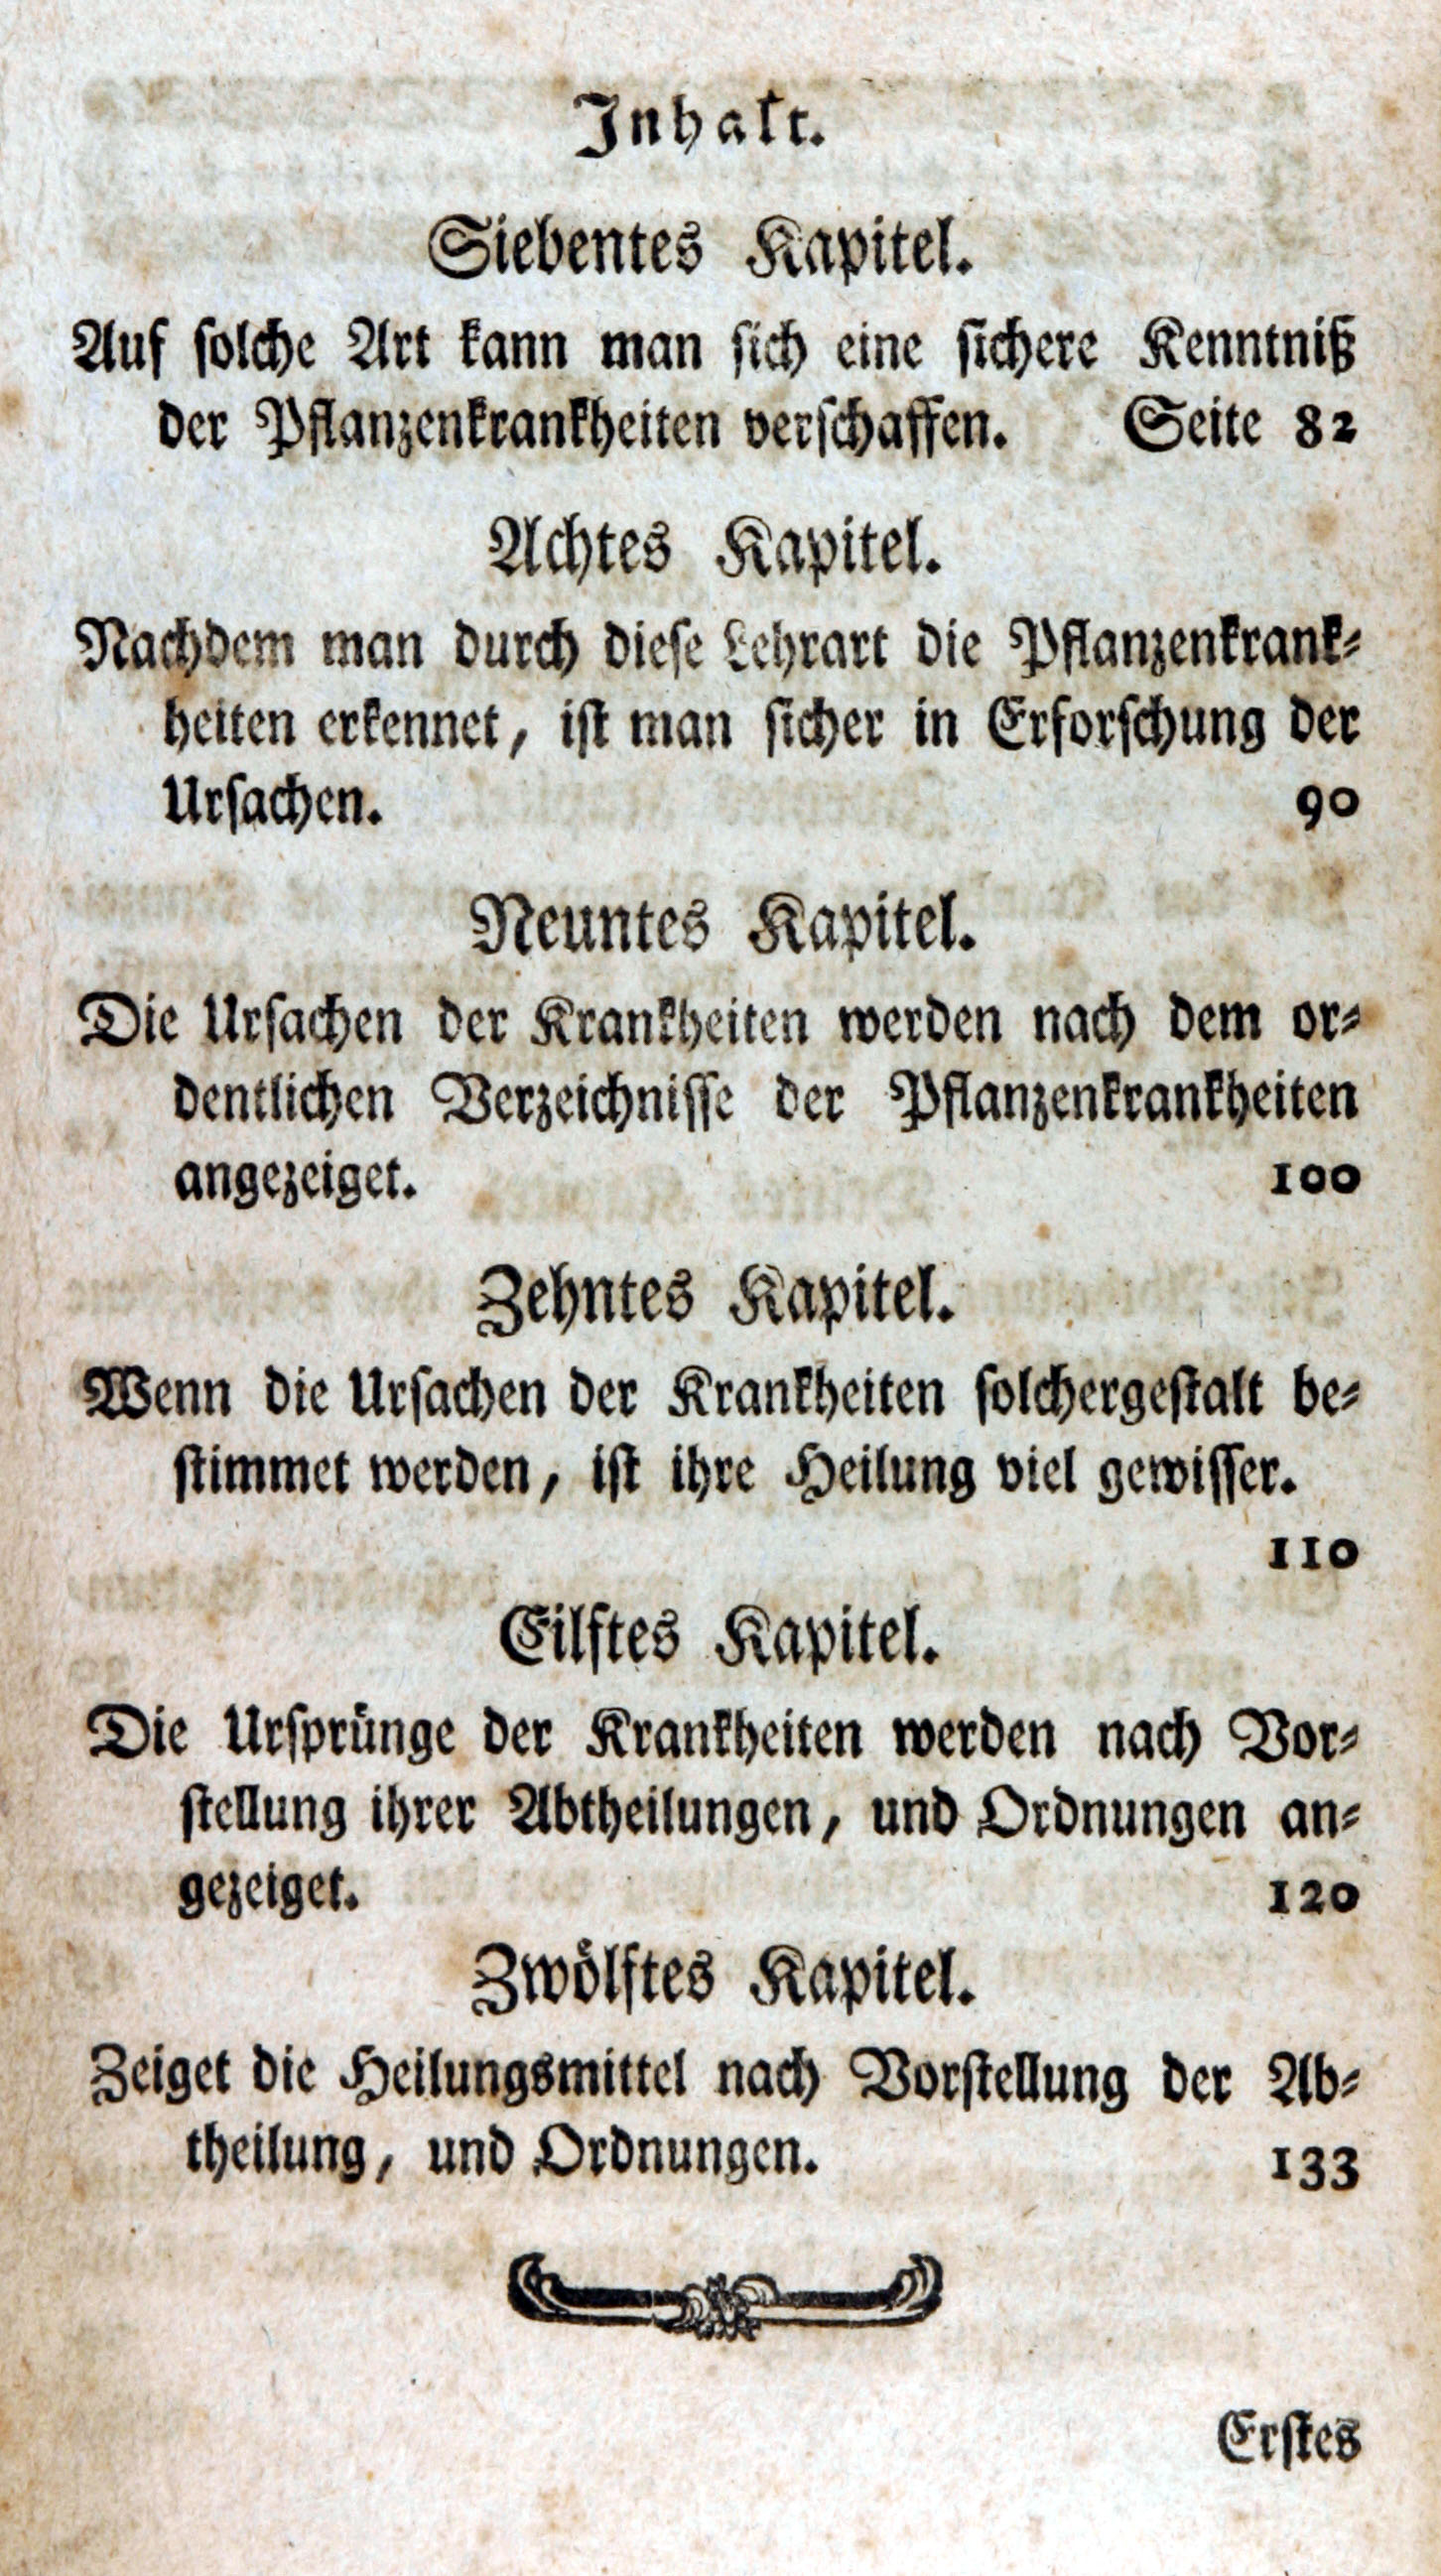 Inhalt.
Siebentes Kapitel.
Auf ſolche Art kann man ſich eine ſichere Kenntniß
der Pflanzenkrankheiten verſchaffen. Seite 82
Achtes Kapitel.
Nachdem man durch dieſe Lehrart die Pflanzenkrank⸗
heiten erkennet, iſt man ſicher in Erforſchung der
Urſachen. 90
Neuntes Kapitel.
Die Urſachen der Krankheiten werden nach dem or⸗
dentlichen Verzeichniſſe der Pflanzenkrankheiten
angezeiget. 100
Zehntes Kapitel.
Wenn die Urſachen der Krankheiten ſolchergeſtalt be⸗
ſtimmet werden, iſt ihre Heilung viel gewiſſer.
110
Eilftes Kapitel.
Die Urſprünge der Krankheiten werden nach Vor⸗
ſtellung ihrer Abtheilungen, und Ordnungen an⸗
gezeiget. 120
Zwölftes Kapitel.
Zeiget die Heilungsmittel nach Vorſtellung der Ab⸗
theilung, und Ordnungen. 133
Erſtes